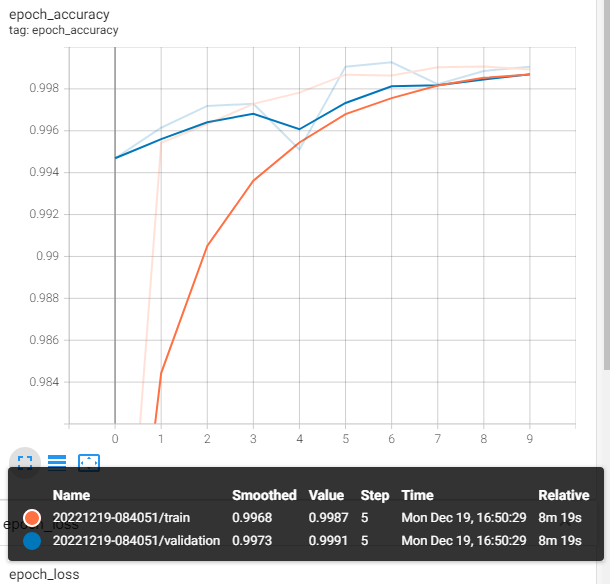 epoch_accuracy
tag: epoch_accuracy
0.998
0.996
0.994
0.992
0.99
0.988
0.986
0.984
0 1 2 3 4 5 6 7 8 9
Name Smoothed Value Step Time Relative
20221219-084051/train 0.9968 0.9987 5 Mon Dec 19, 16:50:29 8m 19s
epoch_loss
20221219-084051/validation 0.9973 0.9991 5 Mon Dec 19, 16:50:29 8m 19s
epoch_loss